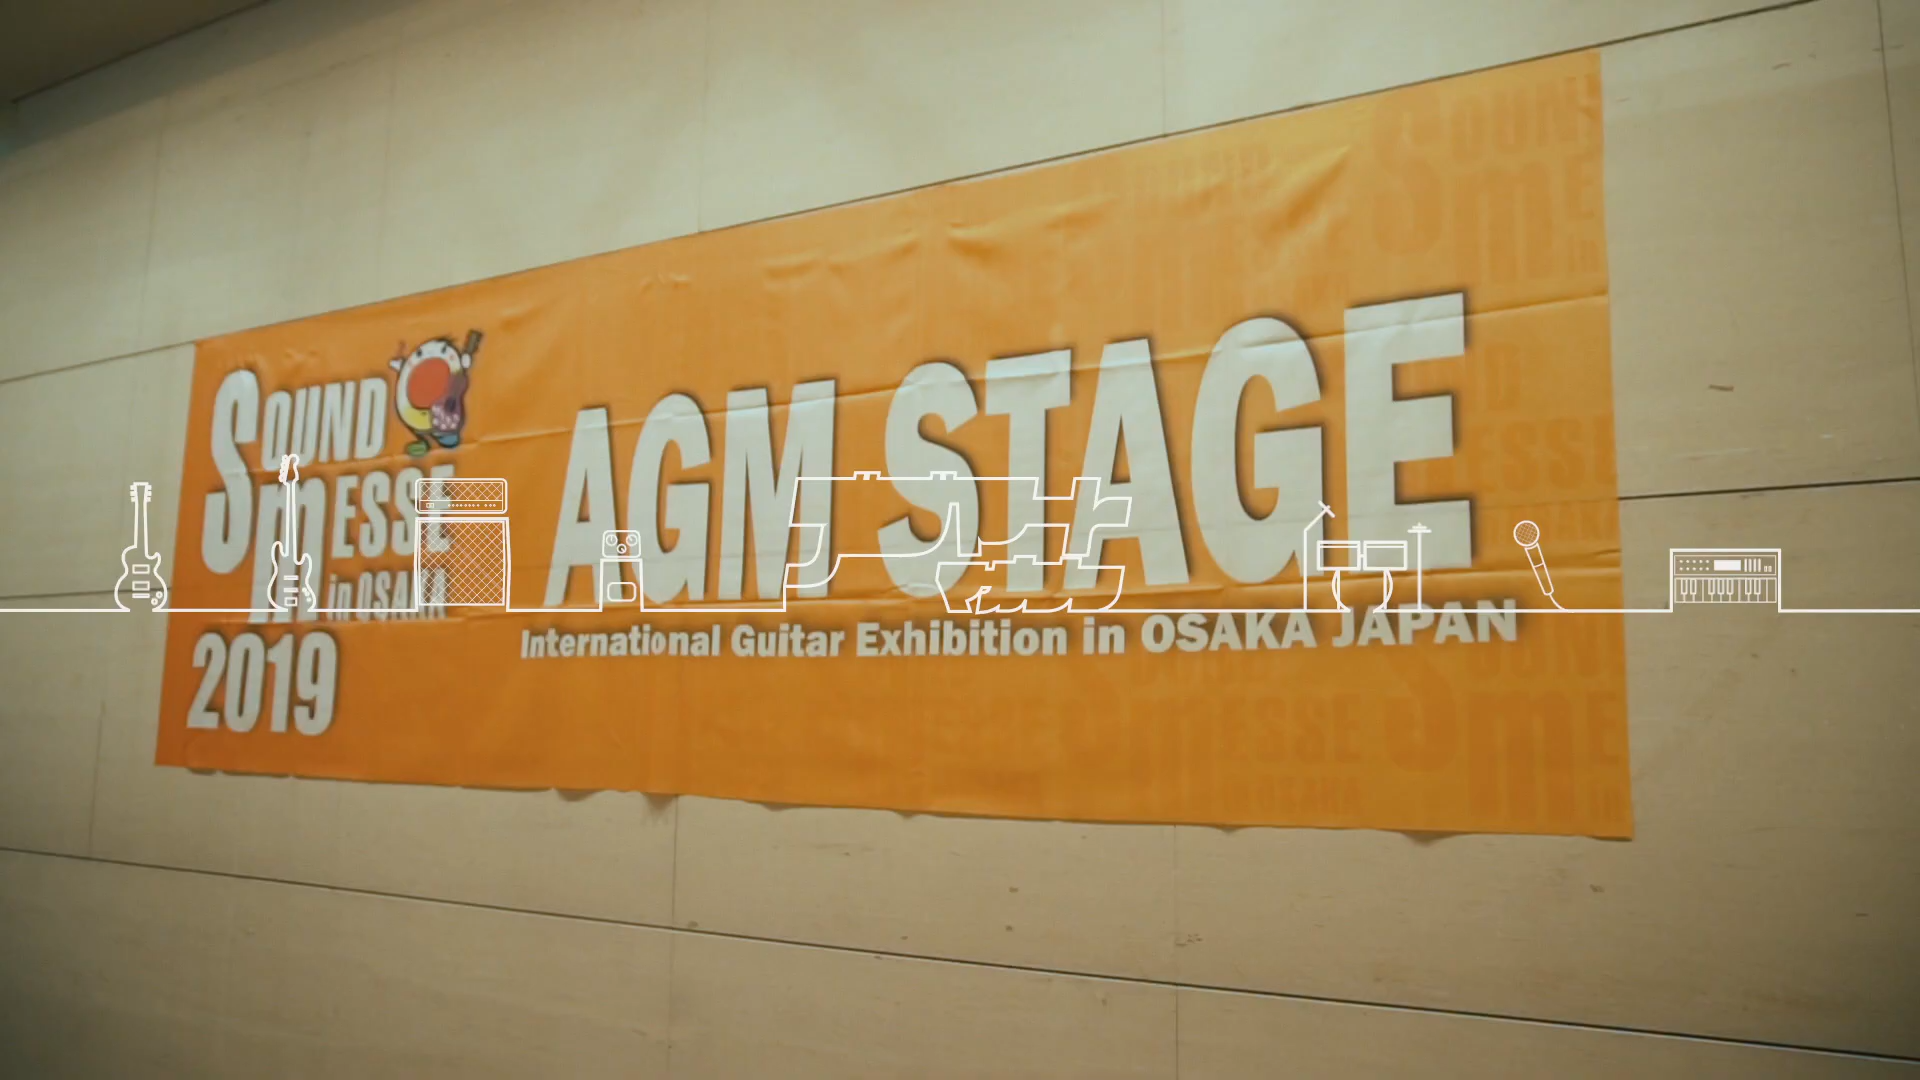 SOUND
MESSE
in OSAKA
2019
AGM STAGE
International Guitar Exhibition in OSAKA JAPAN